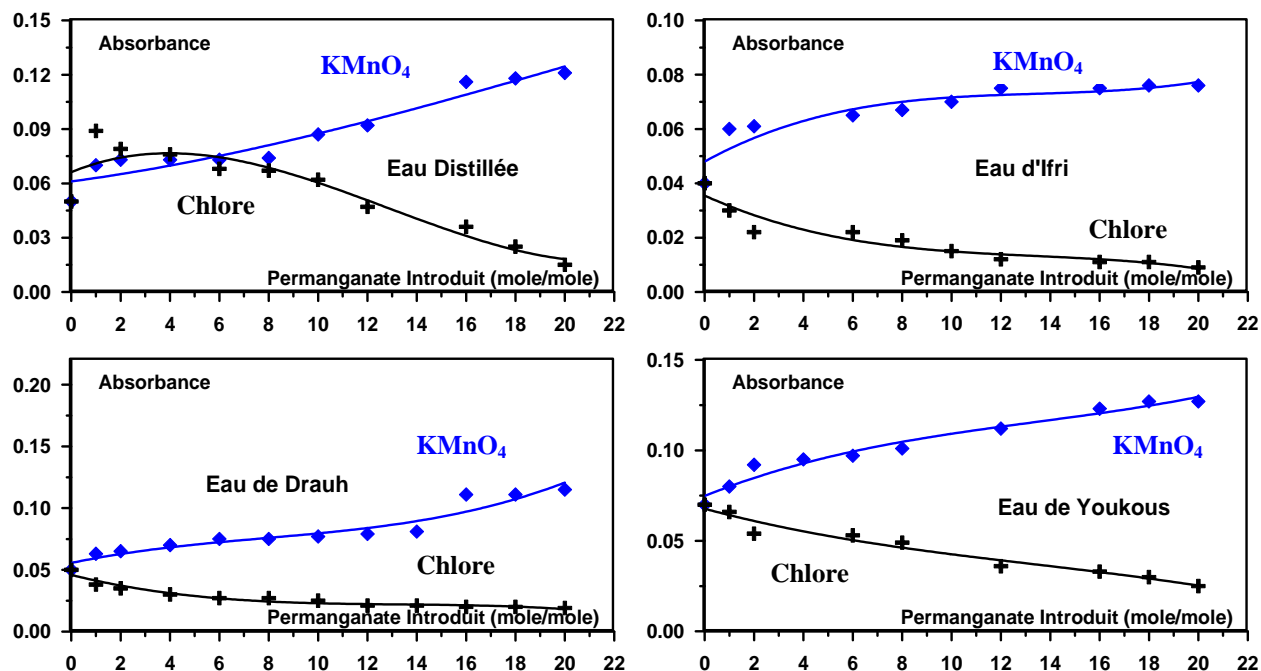 0.15
0.12
0.09
0.06
0.03
0.00
Absorbance
KMnO4
Eau Distillée
Chlore
Permanganate Introduit (mole/mole)
0 2 4 6 8 10 12 14 16 18 20 22
0.10
0.08
0.06
0.04
0.02
0.00
Absorbance
KMnO4
Eau d'Ifri
Chlore
Permanganate Introduit (mole/mole)
0 2 4 6 8 10 12 14 16 18 20 22
0.20
0.15
0.10
0.05
0.00
Absorbance
KMnO4
Eau de Drauh
Chlore
Permanganate Introduit (mole/mole)
0 2 4 6 8 10 12 14 16 18 20 22
0.15
0.10
0.05
0.00
Absorbance
KMnO4
Eau de Youkous
Chlore
Permanganate Introduit (mole/mole)
0 2 4 6 8 10 12 14 16 18 20 22